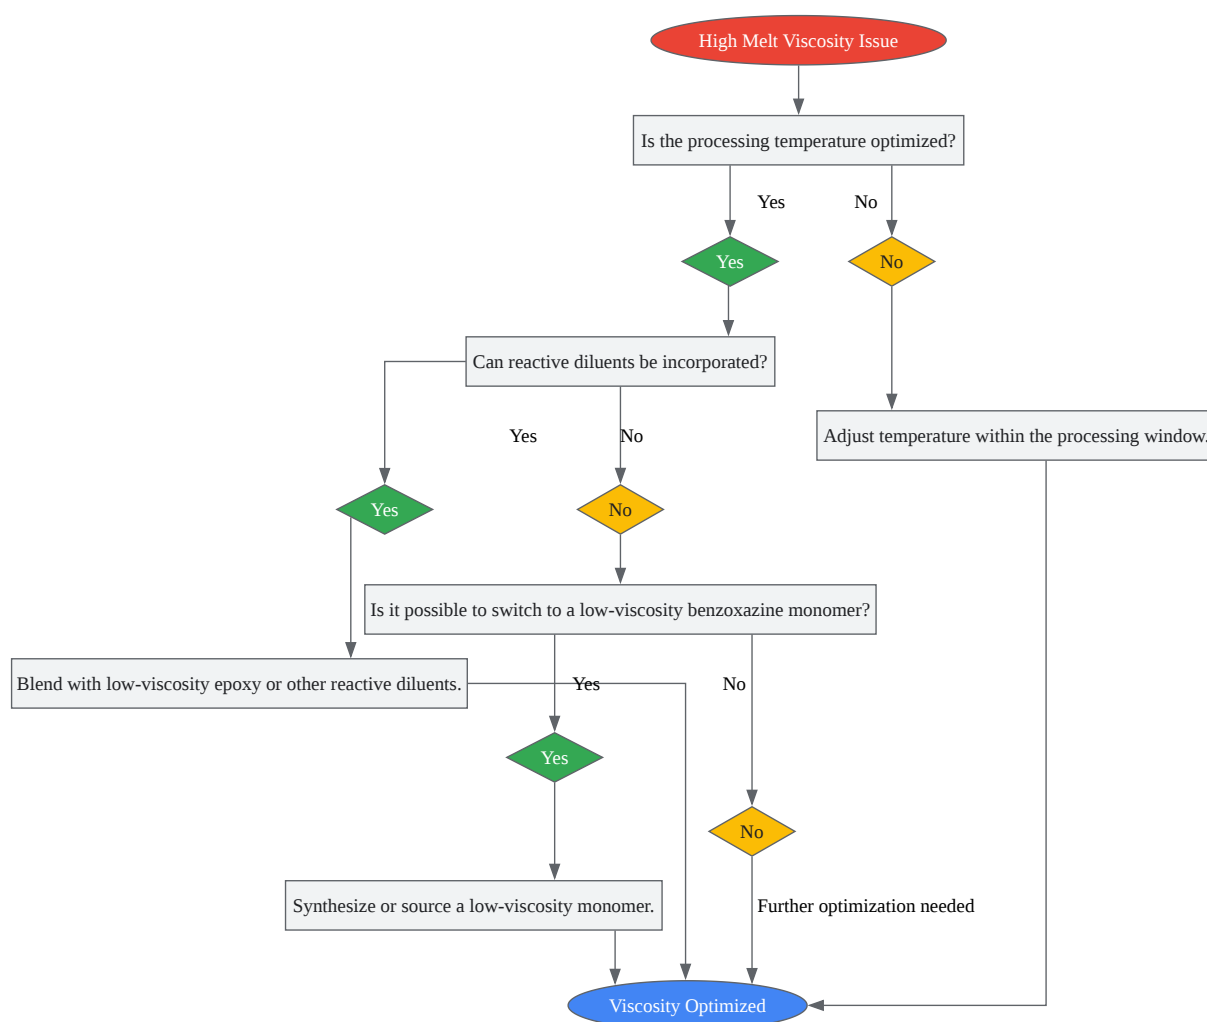 High Melt Viscosity Issue
Is the processing temperature optimized?
Yes
No
Yes
No
Can reactive diluents be incorporated?
Yes
No
Adjust temperature within the processing window.
Yes
No
Is it possible to switch to a low-viscosity benzoxazine monomer?
Blend with low-viscosity epoxy or other reactive diluents.
Yes
No
Yes
No
Synthesize or source a low-viscosity monomer.
Further optimization needed
Viscosity Optimized